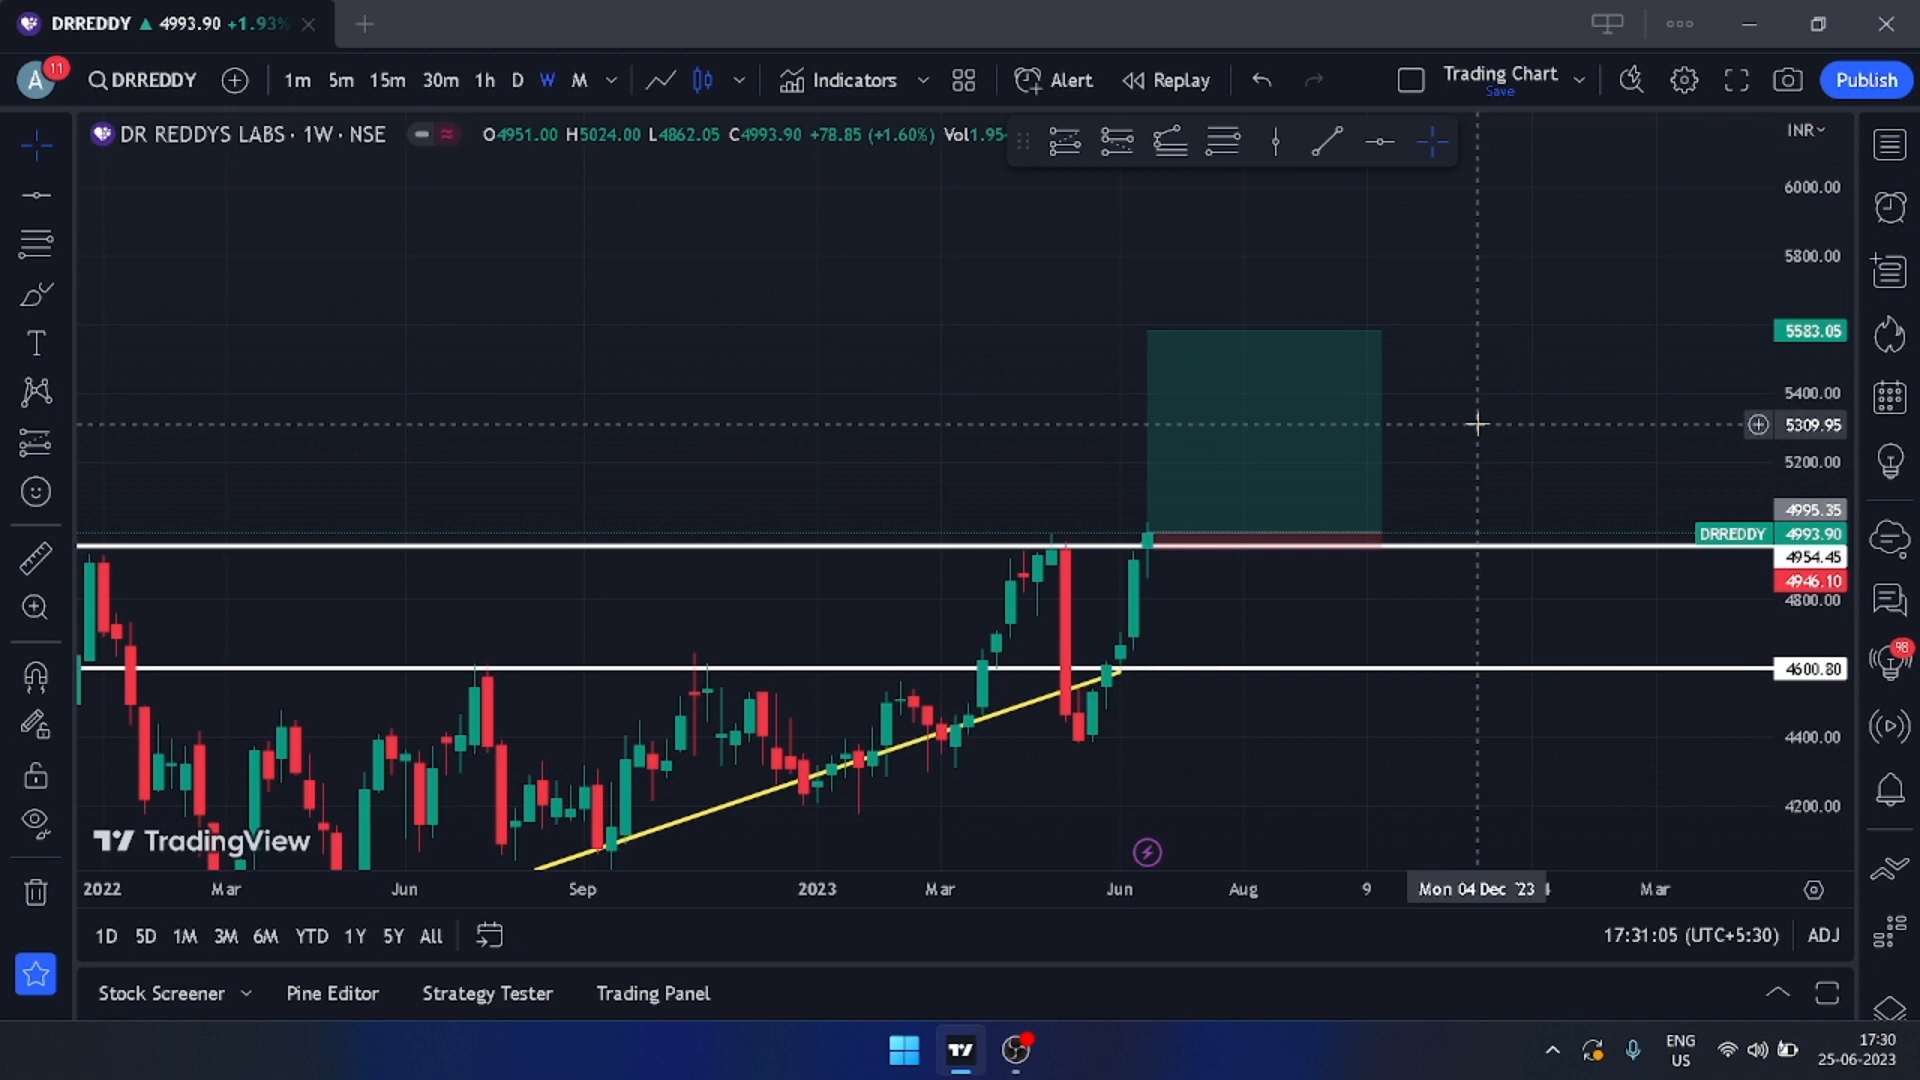 DRREDDY ▲ 4993.90 +1.93%
A 11 DRREDDY 1m 5m 15m 30m 1h D W M Indicators Alert Replay Trading Chart Save Publish
DR REDDYS LABS · 1W · NSE O4951.00 H5024.00 L4862.05 C4993.90 +78.85 (+1.60%) Vol1.95
INR
6000.00
5800.00
5583.05
5400.00
5309.95
5200.00
4995.35
DRREDDY 4993.90
4954.45
4946.10
4800.00
4600.80
4400.00
4200.00
98
TradingView
2022 Mar Jun Sep 2023 Mar Jun Aug 9 Mon 04 Dec '23 Mar
1D 5D 1M 3M 6M YTD 1Y 5Y All 17:31:05 (UTC+5:30) ADJ
Stock Screener Pine Editor Strategy Tester Trading Panel
ENG
US
17:30
25-06-2023